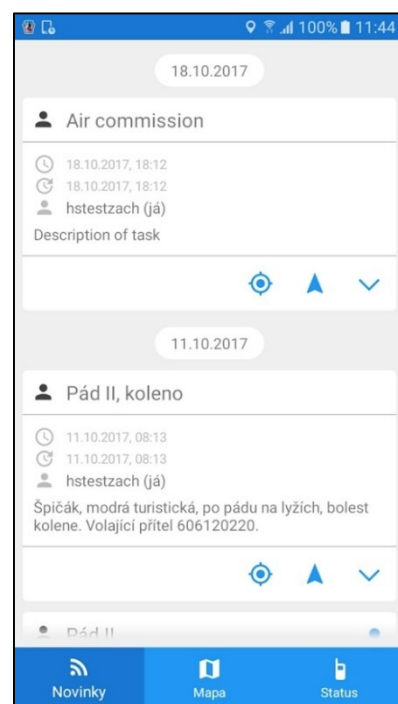 100% 11:44
18.10.2017
Air commission
18.10.2017, 18:12
18.10.2017, 18:12
hstestzach (já)
Description of task
11.10.2017
Pád II, koleno
11.10.2017, 08:13
11.10.2017, 08:13
hstestzach (já)
Špičák, modrá turistická, po pádu na lyžích, bolest
kolene. Volající přítel 606120220.
Pád II
Novinky
Mapa
Status